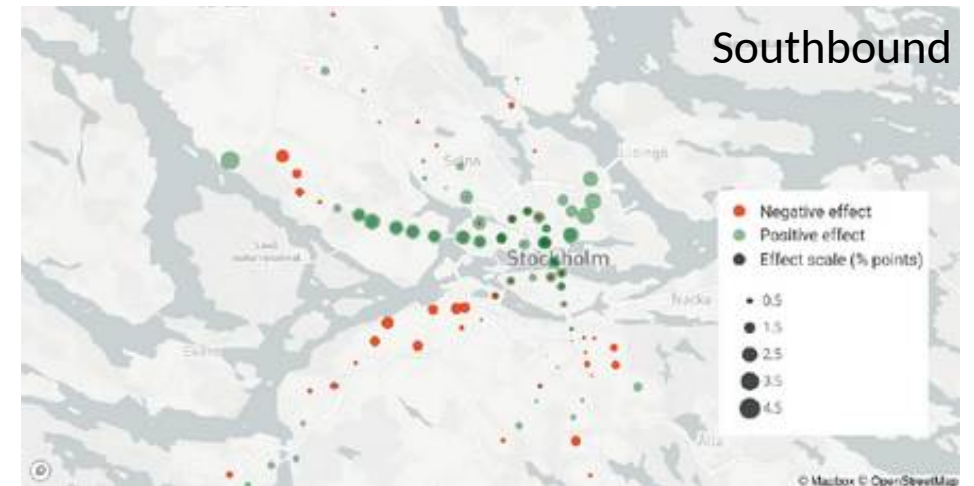 Southbound
Solna
Lidingö
Negative effect
Positive effect
Effect scale (% points)
Stockholm
Nacka
0.5
1.5
2.5
3.5
4.5
Älta
© Mapbox © OpenStreetMap